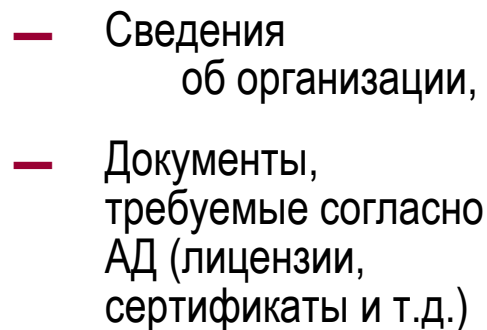 — Сведения
об организации,
— Документы,
требуемые согласно
АД (лицензии,
сертификаты и т.д.)